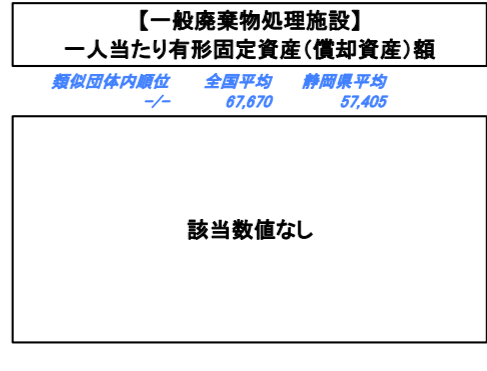 【一般廃棄物処理施設】
一人当たり有形固定資産(償却資産)額
類似団体内順位 全国平均 静岡県平均
-/- 67,670 57,405
該当数値なし